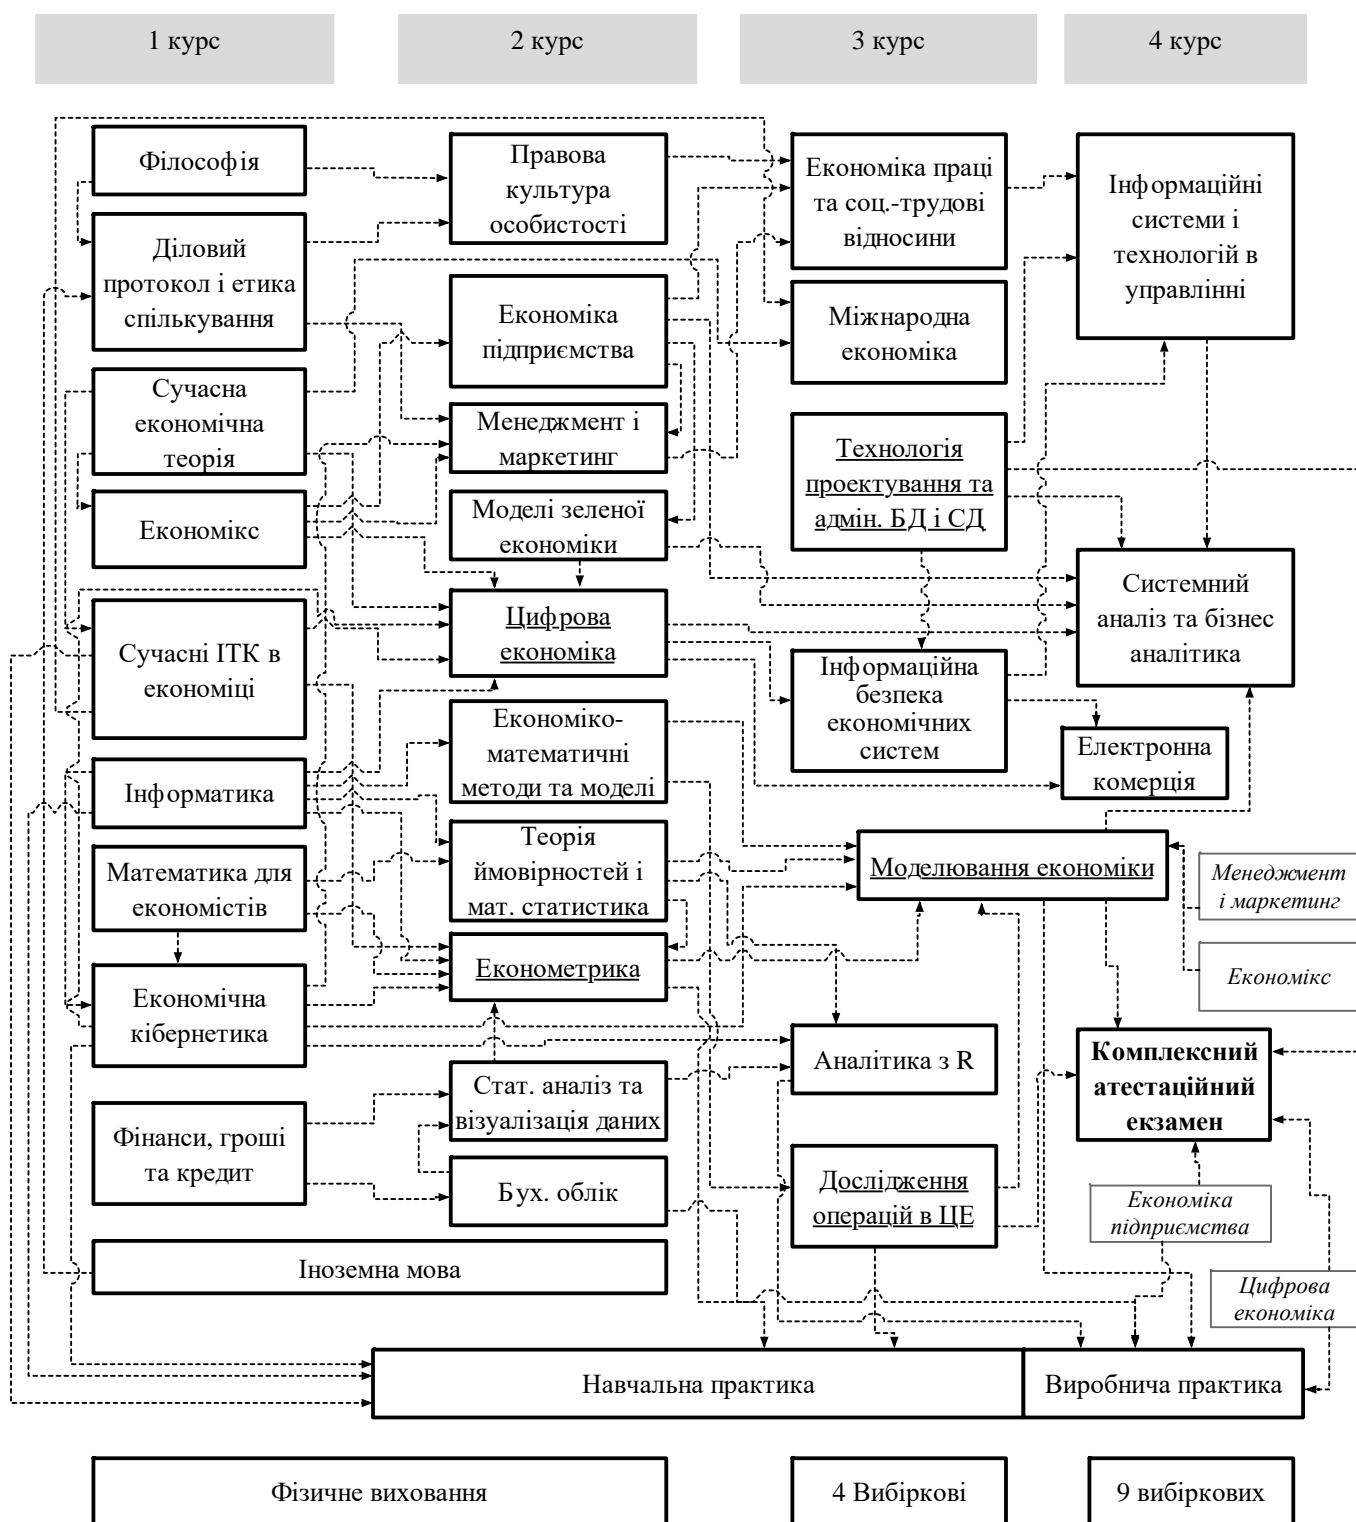 1 курс
2 курс
3 курс
4 курс
Філософія
Діловий
протокол і етика
спількування
Сучасна
економічна
теорія
Економікс
Сучасні ІТК в
економіці
Інформатика
Математика для
економістів
Економічна
кібернетика
Фінанси, гроші
та кредит
Іноземна мова
Правова
культура
особистості
Економіка
підприємства
Менеджмент і
маркетинг
Моделі зеленої
економіки
Цифрова
економіка
Економіко-
математичні
методи та моделі
Теорія
ймовірностей і
мат. статистика
Економетрика
Стат. аналіз та
візуалізація даних
Бух. облік
Економіка праці
та соц.-трудові
відносини
Міжнародна
економіка
Технологія
проектування та
адмін. БД і СД
Інформаційна
безпека
економічних
систем
Моделювання економіки
Аналітика з R
Дослідження
операцій в ЦЕ
Інформаційні
системи і
технологій в
управлінні
Системний
аналіз та бізнес
аналітика
Електронна
комерція
Менеджмент
і маркетинг
Економікс
Комплексний
атестаційний
екзамен
Економіка
підприємства
Цифрова
економіка
Навчальна практика
Виробнича практика
Фізичне виховання
4 Вибіркові
9 вибіркових